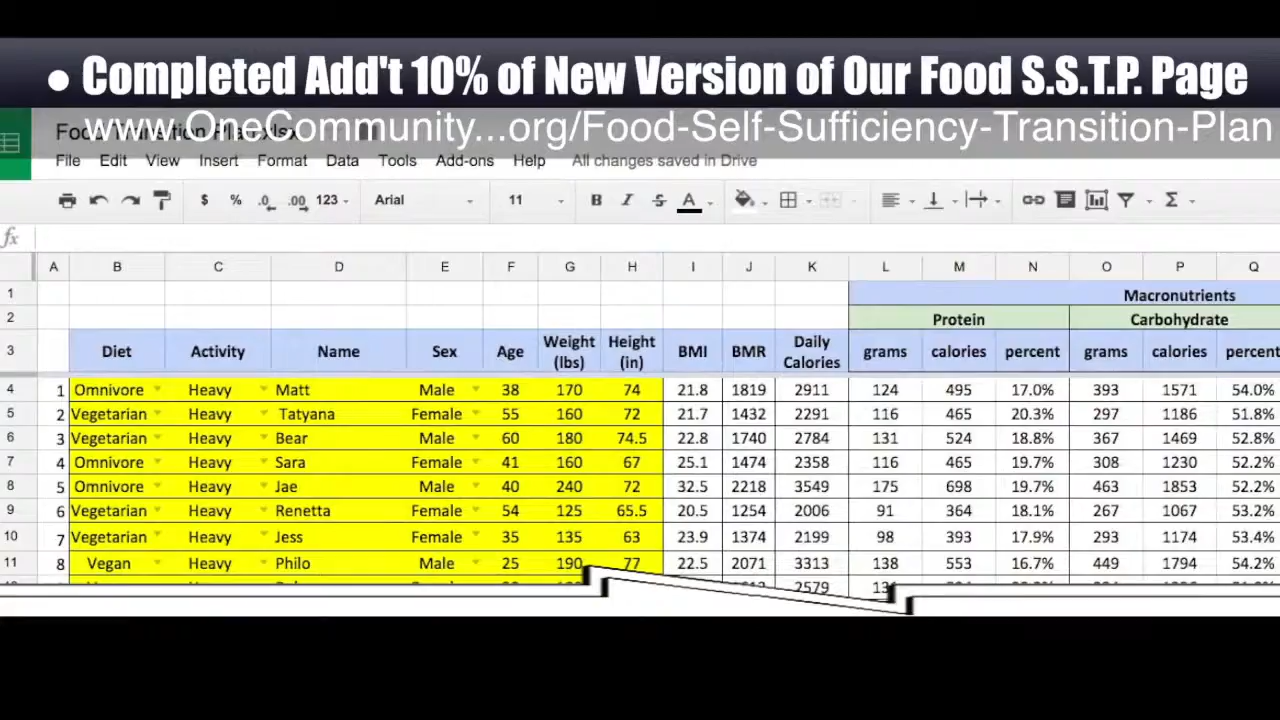 • Completed Add't 10% of New Version of Our Food S.S.T.P. Page
www.OneCommunity...org/Food-Self-Sufficiency-Transition-Plan
Food Transition Plan.xlsx
File Edit View Insert Format Data Tools Add-ons Help All changes saved in Drive
$ % .0 .00 123 Arial 11 B I S A Σ
fx
A B C D E F G H I J K L M N O P Q
1 Macronutrients
2 Protein Carbohydrate
3 Diet Activity Name Sex Age Weight (lbs) Height (in) BMI BMR Daily Calories grams calories percent grams calories percent
4 1 Omnivore Heavy Matt Male 38 170 74 21.8 1819 2911 124 495 17.0% 393 1571 54.0%
5 2 Vegetarian Heavy Tatyana Female 55 160 72 21.7 1432 2291 116 465 20.3% 297 1186 51.8%
6 3 Vegetarian Heavy Bear Male 60 180 74.5 22.8 1740 2784 131 524 18.8% 367 1469 52.8%
7 4 Omnivore Heavy Sara Female 41 160 67 25.1 1474 2358 116 465 19.7% 308 1230 52.2%
8 5 Omnivore Heavy Jae Male 40 240 72 32.5 2218 3549 175 698 19.7% 463 1853 52.2%
9 6 Vegetarian Heavy Renetta Female 54 125 65.5 20.5 1254 2006 91 364 18.1% 267 1067 53.2%
10 7 Vegetarian Heavy Jess Female 35 135 63 23.9 1374 2199 98 393 17.9% 293 1174 53.4%
11 8 Vegan Heavy Philo Male 25 190 77 22.5 2071 3313 138 553 16.7% 449 1794 54.2%
2579